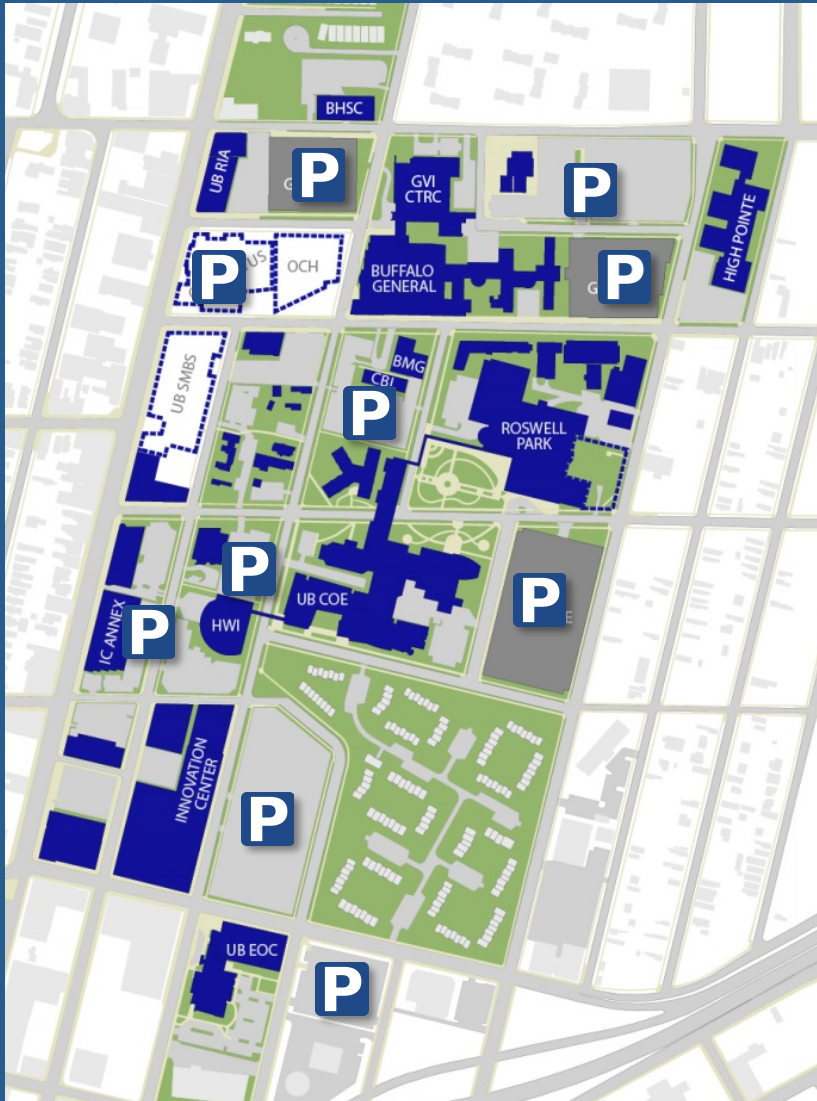 BHSC
UB RIA
P
G
GVI
CTRC
P
HIGH POINTE
P
US
OCH
BUFFALO
GENERAL
P
G
UB SMBS
BMG
CBI
P
ROSWELL
PARK
P
UB COE
P
E
IC ANNEX
P
HWI
INNOVATION
CENTER
P
UB EOC
P